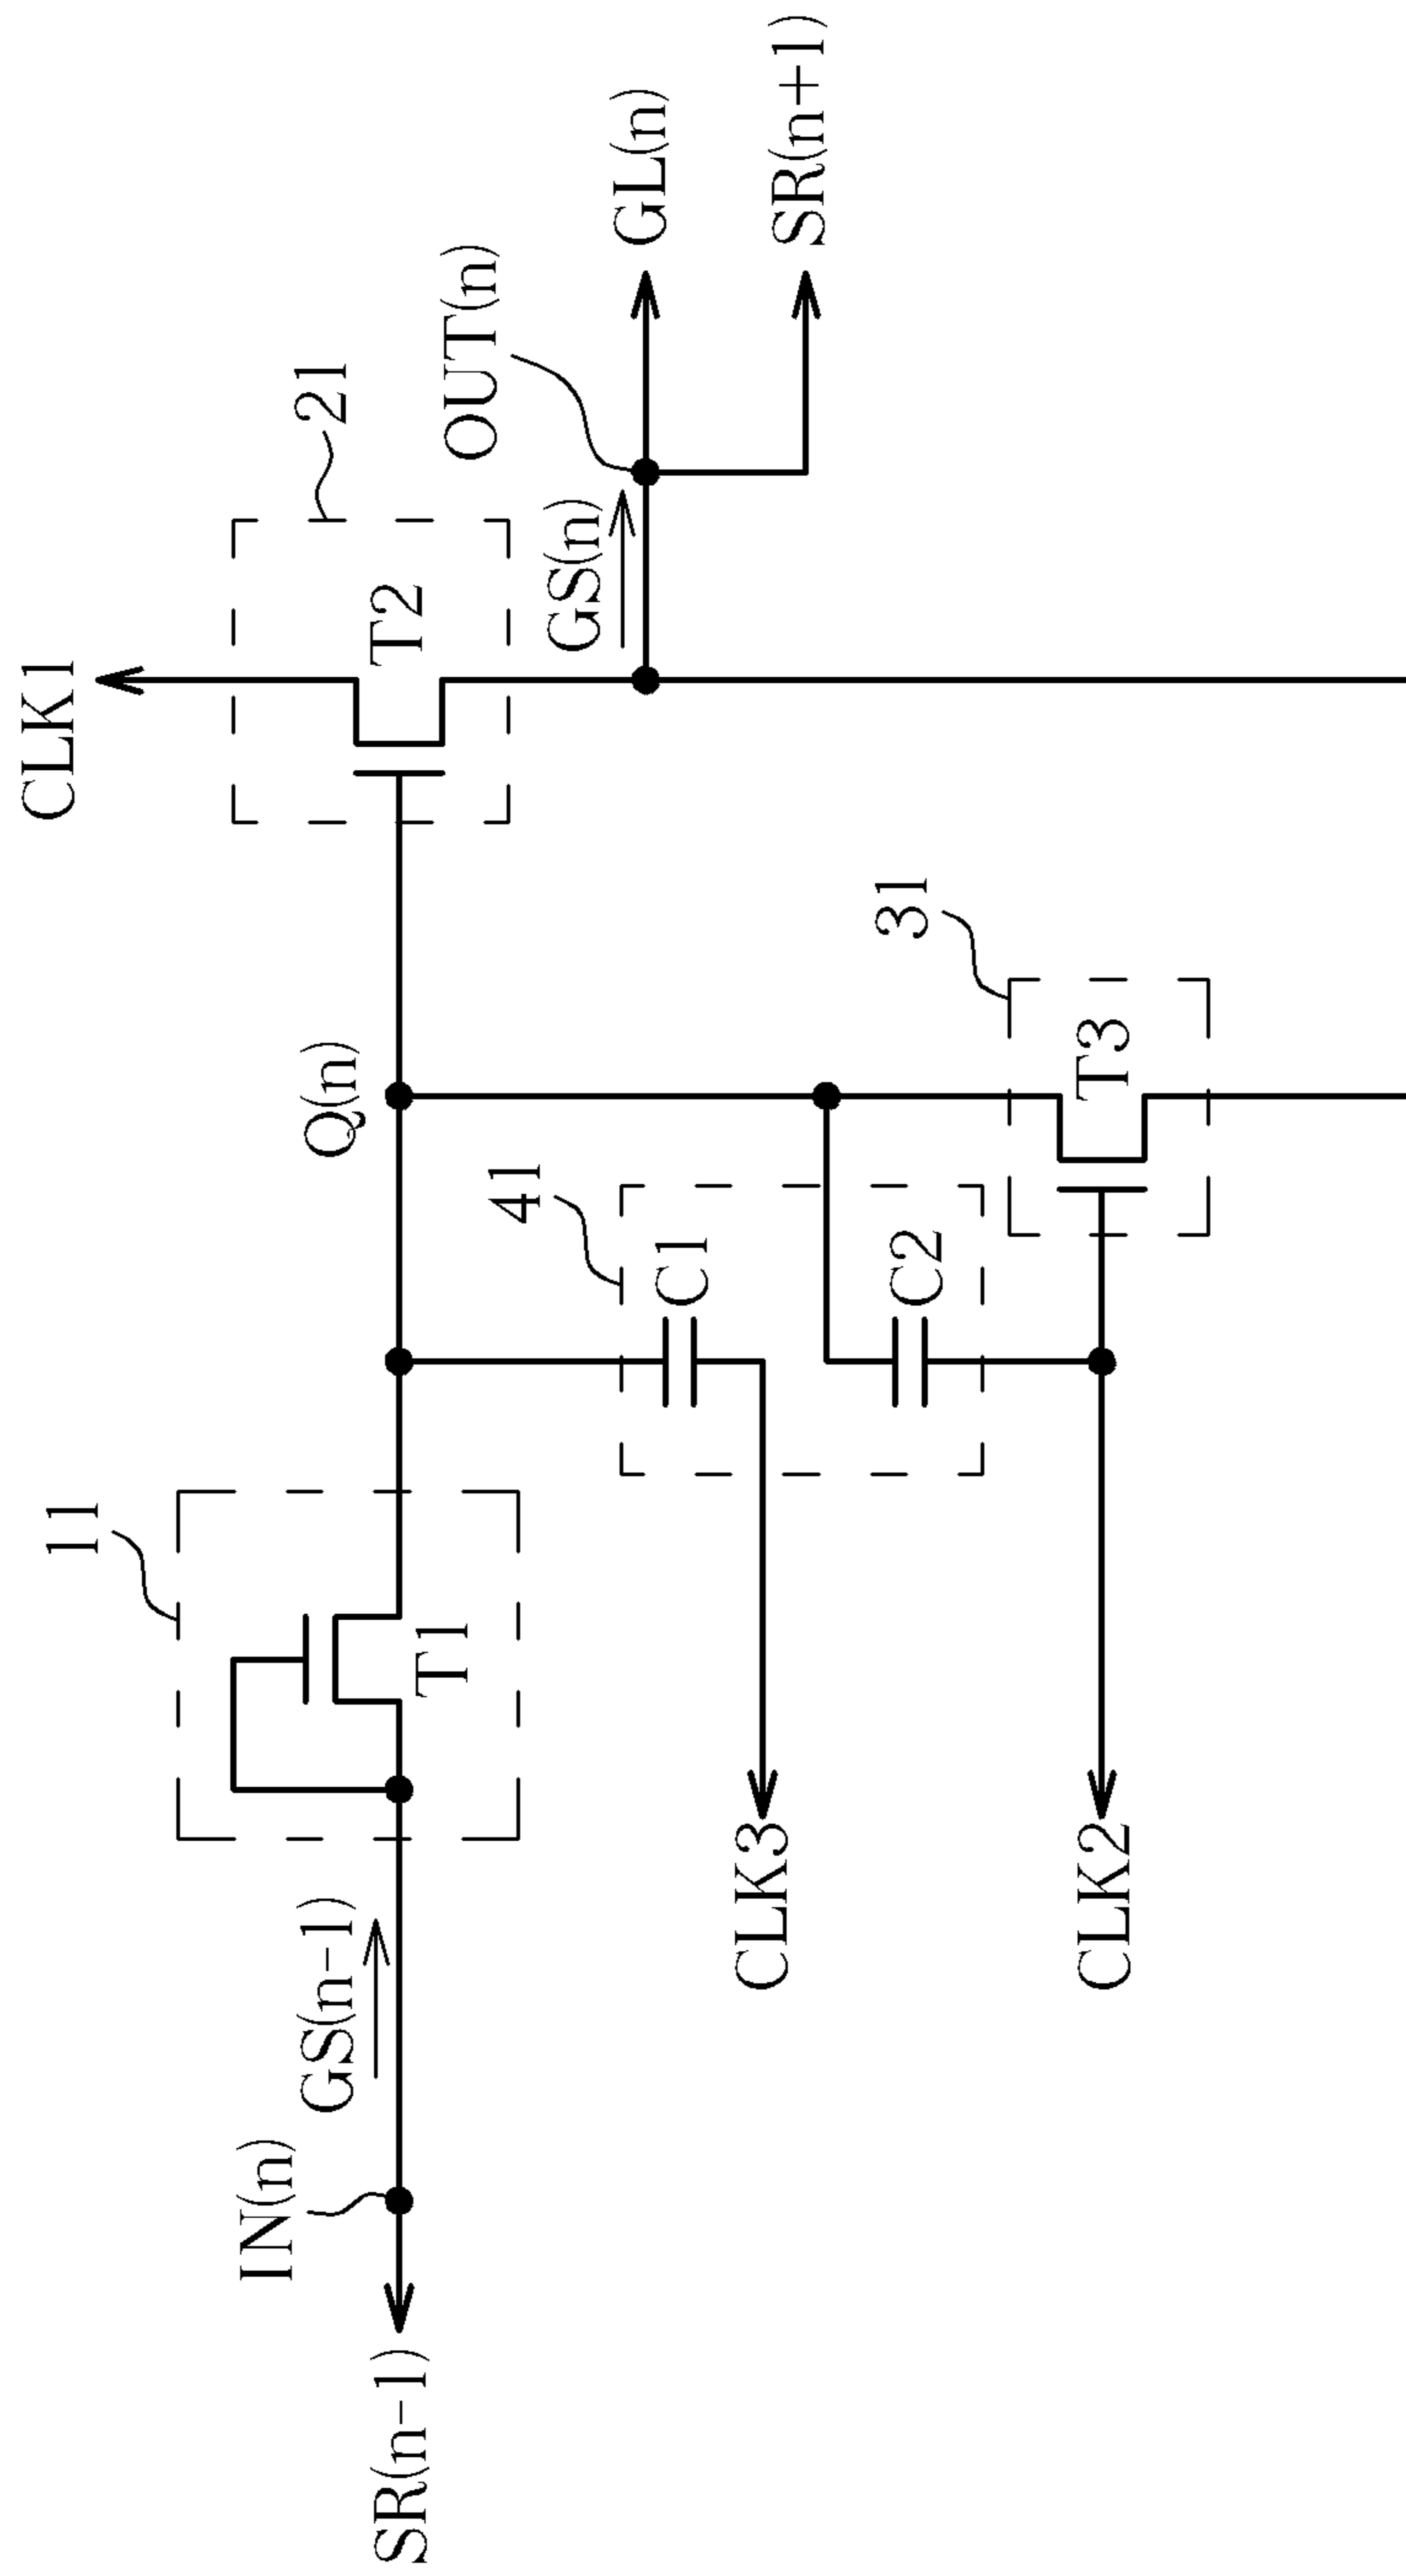 CLK1
21
T2
OUT(n)
GL(n)
SR(n+1)
GS(n)
Q(n)
31
T3
41
C1
C2
11
T1
CLK3
CLK2
GS(n-1)
IN(n)
SR(n-1)